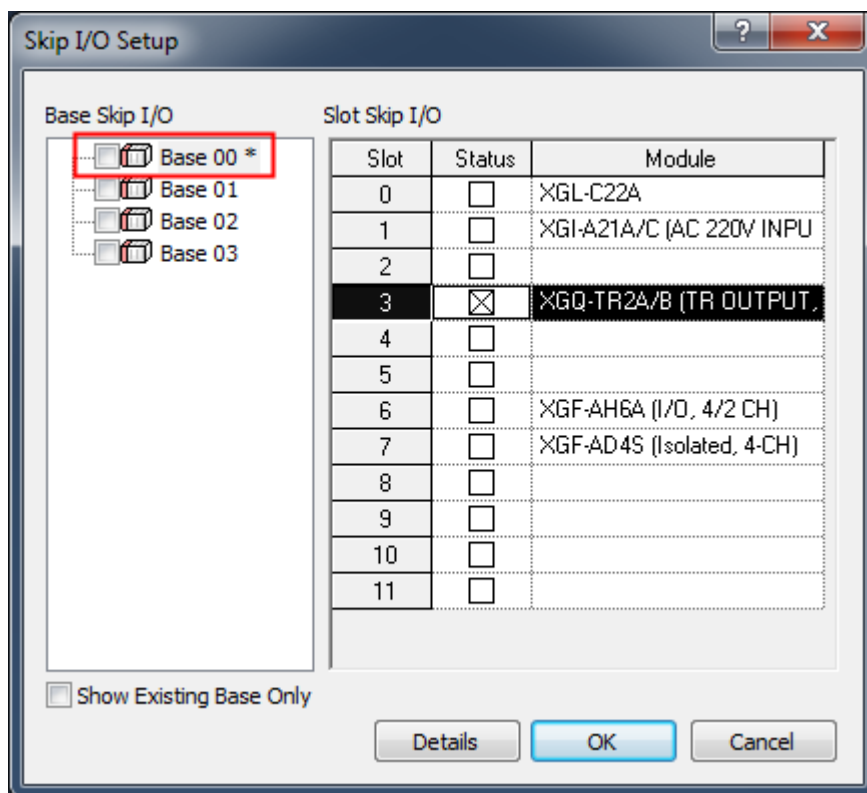 Skip I/O Setup
Base Skip I/O
Base 00 *
Base 01
Base 02
Base 03
Slot Skip I/O
Slot Status Module
0 XGL-C22A
1 XGI-A21A/C (AC 220V INPU
2
3 XGQ-TR2A/B (TR OUTPUT,
4
5
6 XGF-AH6A (I/O, 4/2 CH)
7 XGF-AD4S (Isolated, 4-CH)
8
9
10
11
Show Existing Base Only
Details OK Cancel